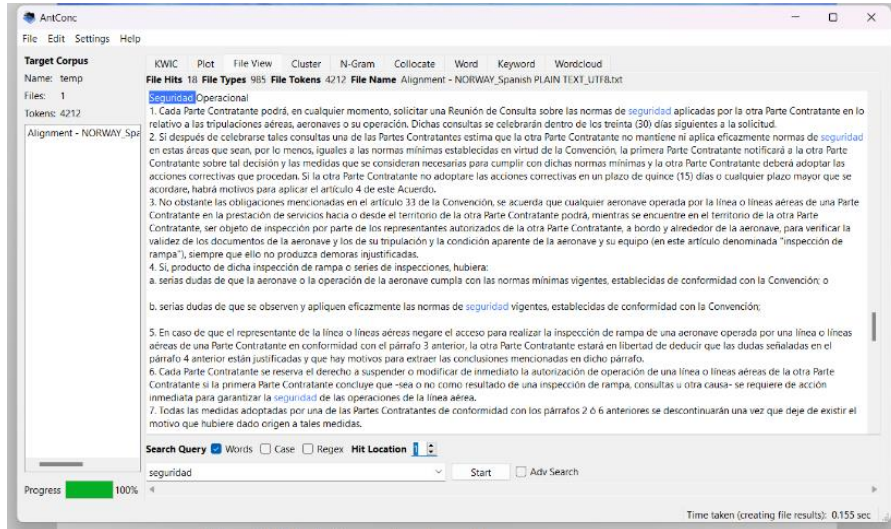 AntConc
File Edit Settings Help
Target Corpus
Name: temp
Files: 1
Tokens: 4212
Alignment - NORWAY_Spa
Progress 100%
KWIC Plot File View Cluster N-Gram Collocate Word Keyword Wordcloud
File Hits 18 File Types 985 File Tokens 4212 File Name Alignment - NORWAY_Spanish PLAIN TEXT_UTF8.txt
Seguridad Operacional
1. Cada Parte Contratante podrá, en cualquier momento, solicitar una Reunión de Consulta sobre las normas de seguridad aplicadas por la otra Parte Contratante en lo
relativo a las tripulaciones aéreas, aeronaves o su operación. Dichas consultas se celebrarán dentro de los treinta (30) días siguientes a la solicitud.
2. Si después de celebrarse tales consultas una de las Partes Contratantes estima que la otra Parte Contratante no mantiene ni aplica eficazmente normas de seguridad
en estas áreas que sean, por lo menos, iguales a las normas mínimas establecidas en virtud de la Convención, la primera Parte Contratante notificará a la otra Parte
Contratante sobre tal decisión y las medidas que se consideran necesarias para cumplir con dichas normas mínimas y la otra Parte Contratante deberá adoptar las
acciones correctivas que procedan. Si la otra Parte Contratante no adoptare las acciones correctivas en un plazo de quince (15) días o cualquier plazo mayor que se
acordare, habrá motivos para aplicar el artículo 4 de este Acuerdo.
3. No obstante las obligaciones mencionadas en el artículo 33 de la Convención, se acuerda que cualquier aeronave operada por la línea o líneas aéreas de una Parte
Contratante en la prestación de servicios hacia o desde el territorio de la otra Parte Contratante podrá, mientras se encuentre en el territorio de la otra Parte
Contratante, ser objeto de inspección por parte de los representantes autorizados de la otra Parte Contratante, a bordo y alrededor de la aeronave, para verificar la
validez de los documentos de la aeronave y los de su tripulación y la condición aparente de la aeronave y su equipo (en este artículo denominada "inspección de
rampa"), siempre que ello no produzca demoras injustificadas.
4. Si, producto de dicha inspección de rampa o series de inspecciones, hubiera:
a. serias dudas de que la aeronave o la operación de la aeronave cumpla con las normas mínimas vigentes, establecidas de conformidad con la Convención; o
b. serias dudas de que se observen y apliquen eficazmente las normas de seguridad vigentes, establecidas de conformidad con la Convención;
5. En caso de que el representante de la línea o líneas aéreas negare el acceso para realizar la inspección de rampa de una aeronave operada por una línea o líneas
aéreas de una Parte Contratante en conformidad con el párrafo 3 anterior, la otra Parte Contratante estará en libertad de deducir que las dudas señaladas en el
párrafo 4 anterior están justificadas y que hay motivos para extraer las conclusiones mencionadas en dicho párrafo.
6. Cada Parte Contratante se reserva el derecho a suspender o modificar de inmediato la autorización de operación de una línea o líneas aéreas de la otra Parte
Contratante si la primera Parte Contratante concluye que -sea o no como resultado de una inspección de rampa, consultas u otra causa- se requiere de acción
inmediata para garantizar la seguridad de las operaciones de la línea aérea.
7. Todas las medidas adoptadas por una de las Partes Contratantes de conformidad con los párrafos 2 ó 6 anteriores se descontinuarán una vez que deje de existir el
motivo que hubiere dado origen a tales medidas.
Search Query Words Case Regex Hit Location 1
seguridad Start Adv Search
Time taken (creating file results): 0.155 sec